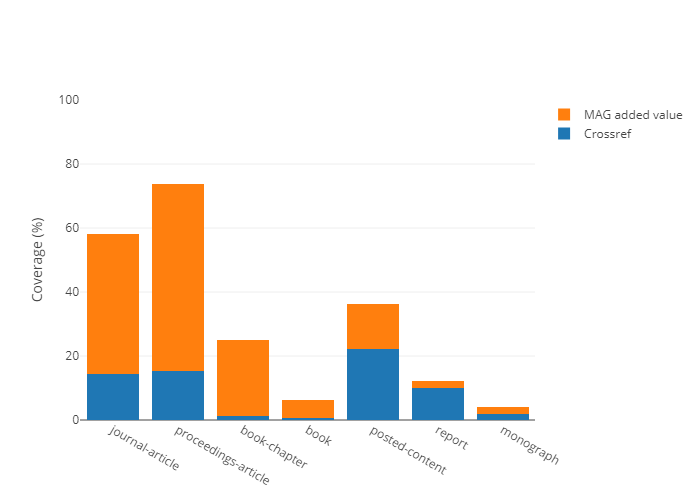 100
80
60
40
20
0
Coverage (%)
journal-article
proceedings-article
book-chapter
book
posted-content
report
monograph
MAG added value
Crossref